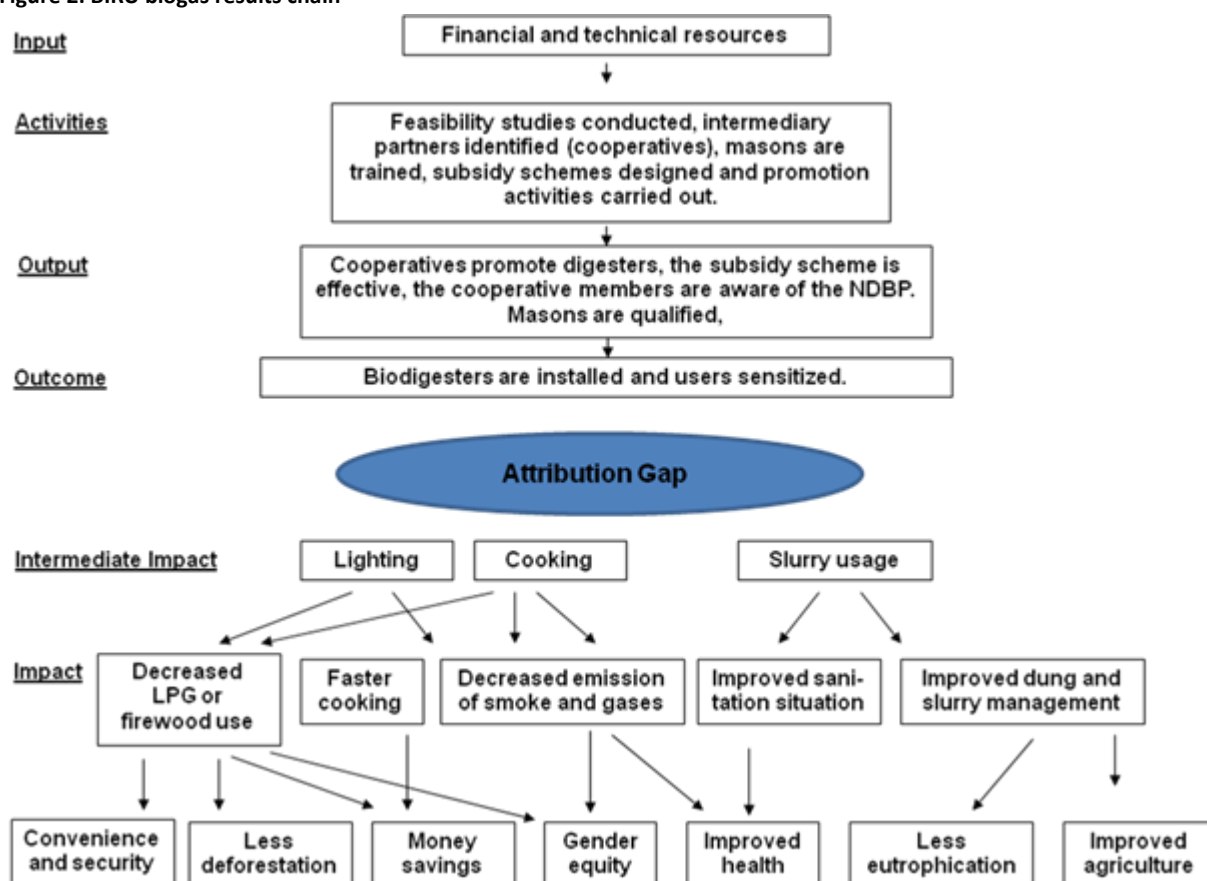 Figure 2: BIRU biogas results chain
Input
Financial and technical resources
Activities
Feasibility studies conducted, intermediary
partners identified (cooperatives), masons are
trained, subsidy schemes designed and promotion
activities carried out.
Output
Cooperatives promote digesters, the subsidy scheme is
effective, the cooperative members are aware of the NDBP.
Masons are qualified,
Outcome
Biodigesters are installed and users sensitized.
Attribution Gap
Intermediate Impact
Lighting
Cooking
Slurry usage
Impact
Decreased
LPG or
firewood use
Faster
cooking
Decreased emission
of smoke and gases
Improved sani-
tation situation
Improved dung and
slurry management
Convenience
and security
Less
deforestation
Money
savings
Gender
equity
Improved
health
Less
eutrophication
Improved
agriculture